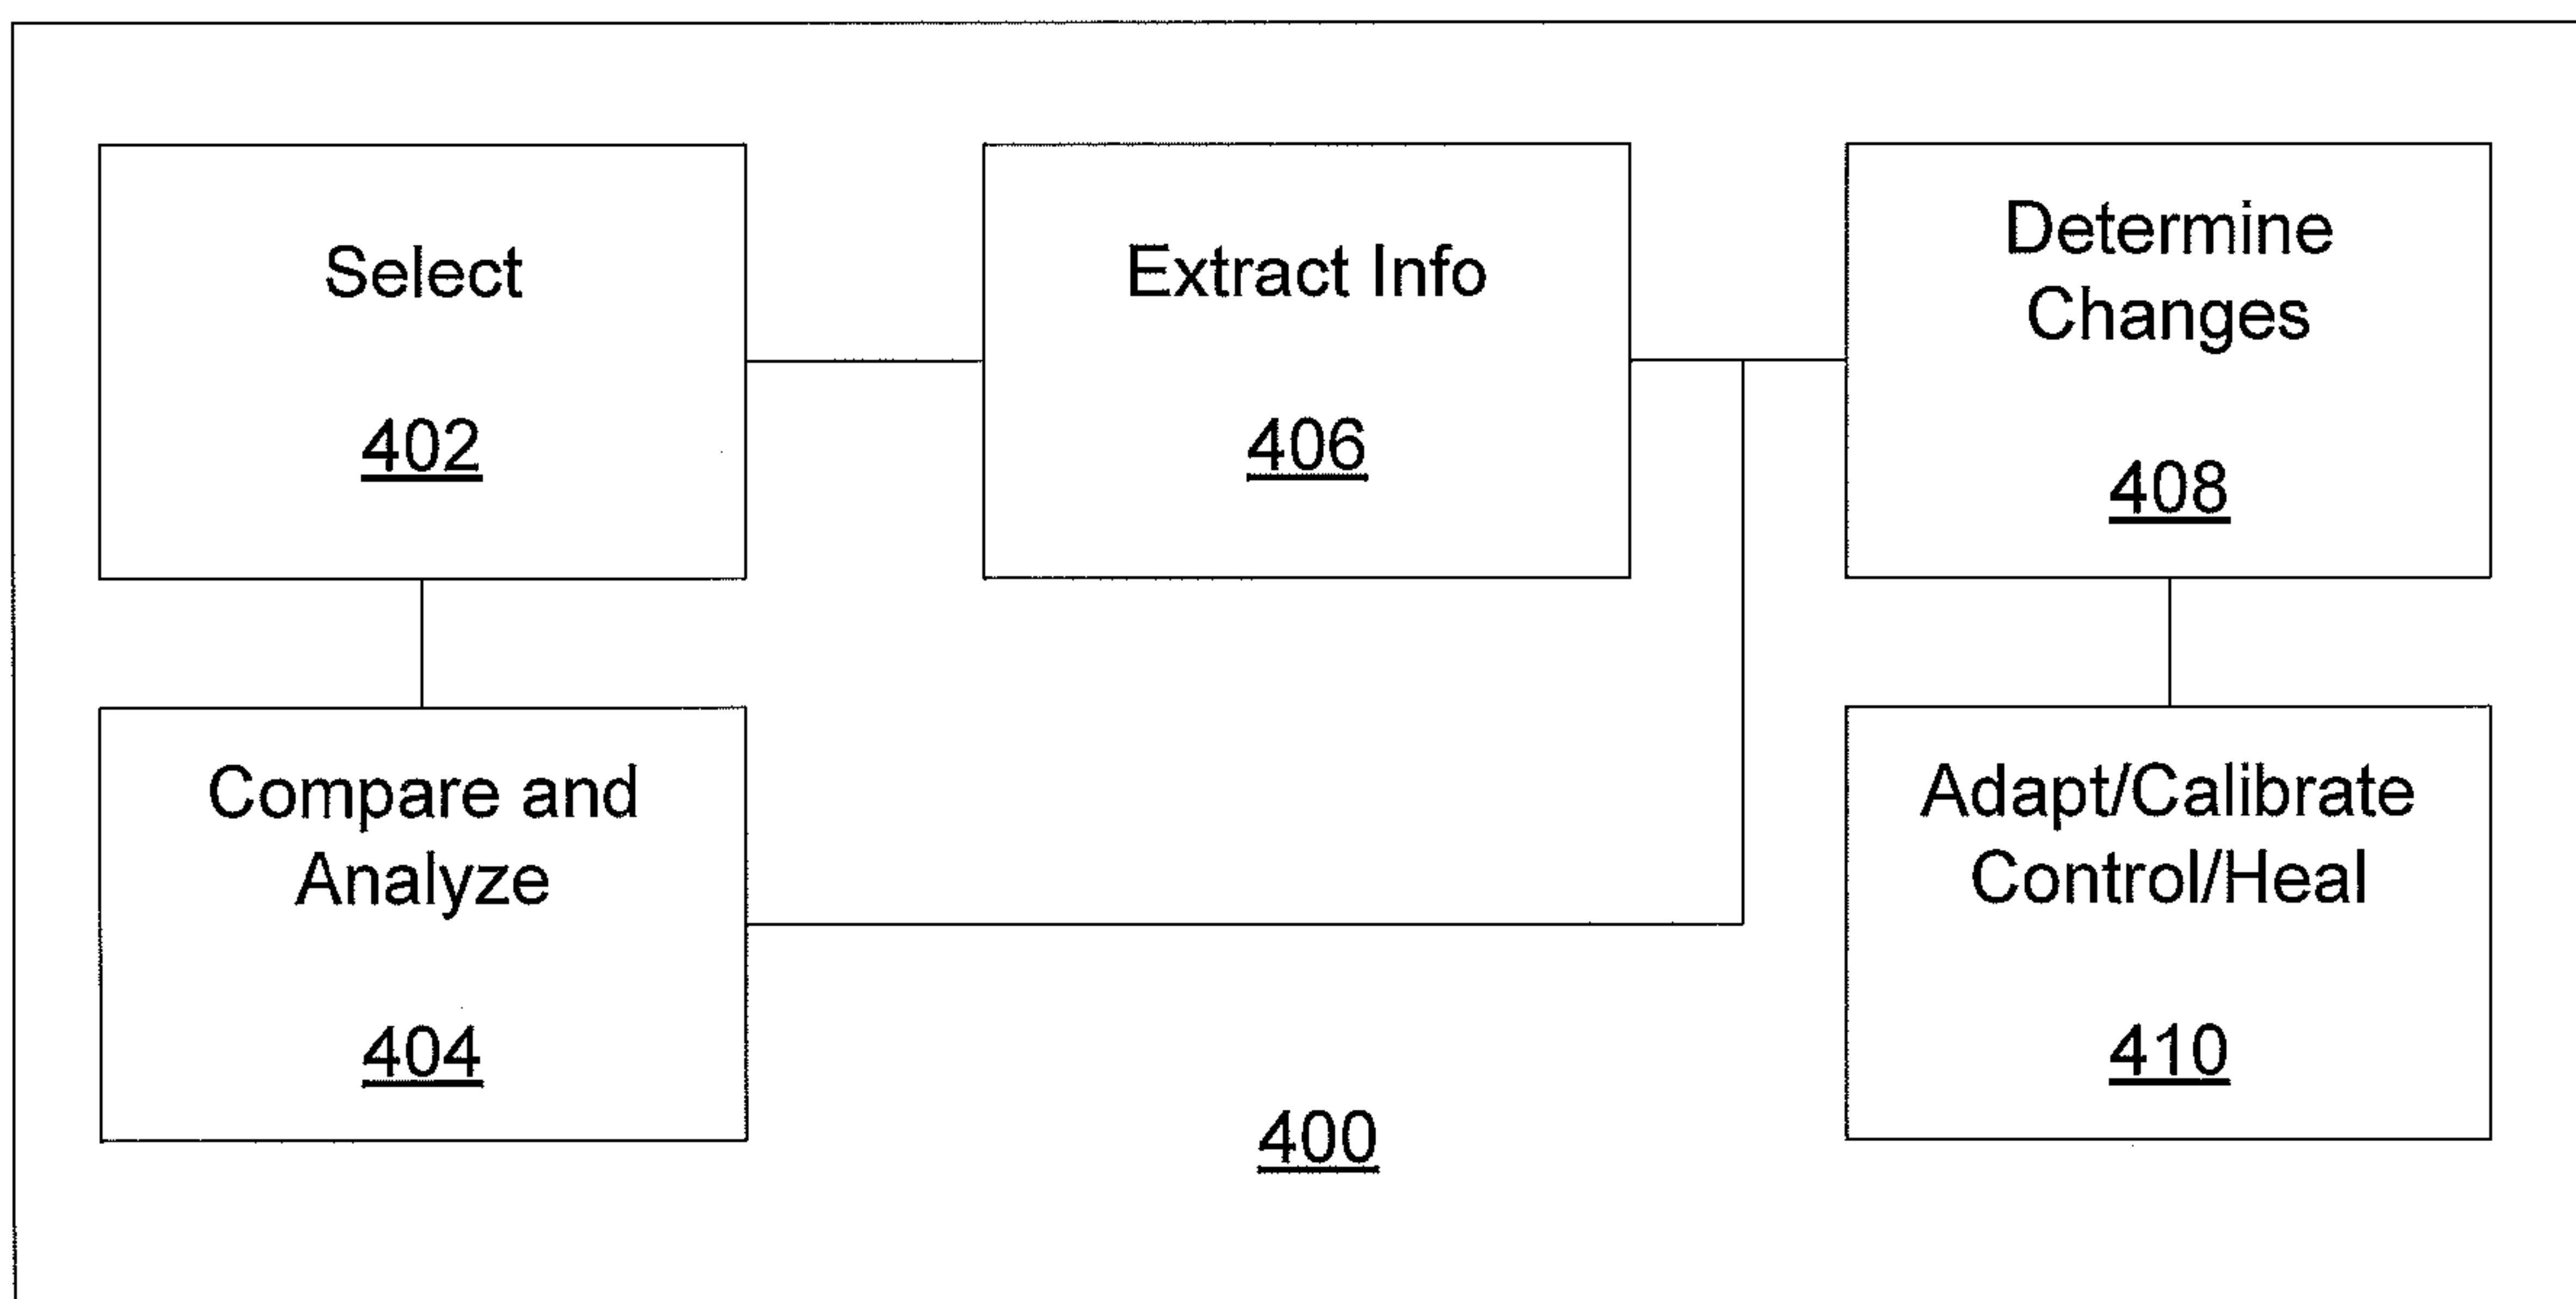 Select
402
Extract Info
406
Determine
Changes
408
Compare and
Analyze
404
Adapt/Calibrate
Control/Heal
410
400